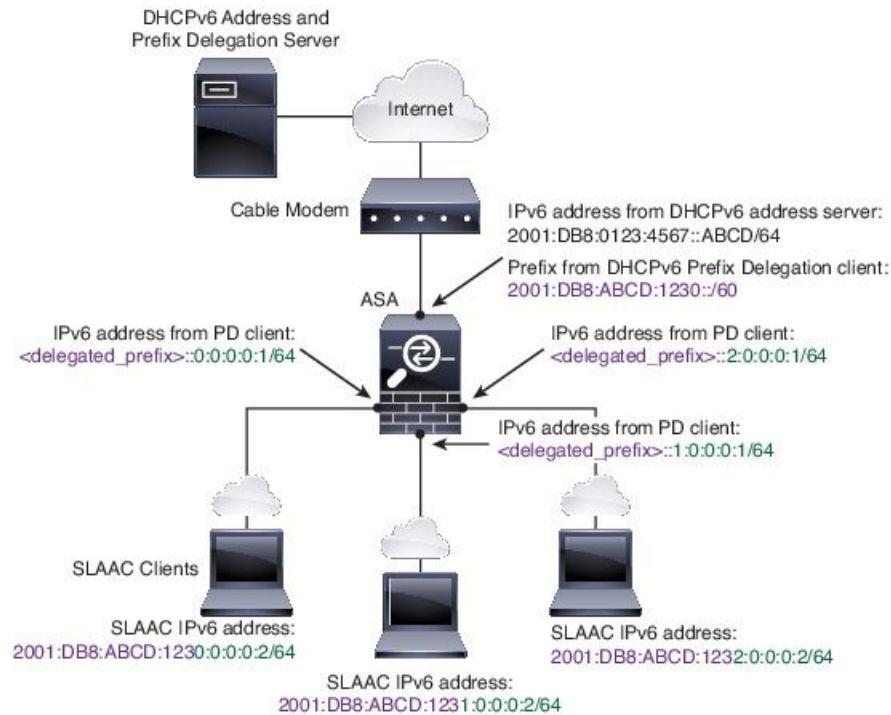 DHCPv6 Address and
Prefix Delegation Server
Internet
Cable Modem
IPv6 address from DHCPv6 address server:
2001:DB8:0123:4567::ABCD/64
Prefix from DHCPv6 Prefix Delegation client:
2001:DB8:ABCD:1230::/60
ASA
IPv6 address from PD client:
<delegated_prefix>::0:0:0:0:1/64
IPv6 address from PD client:
<delegated_prefix>::2:0:0:0:1/64
IPv6 address from PD client:
<delegated_prefix>::1:0:0:0:1/64
SLAAC Clients
SLAAC IPv6 address:
2001:DB8:ABCD:1230:0:0:0:2/64
SLAAC IPv6 address:
2001:DB8:ABCD:1231:0:0:0:2/64
SLAAC IPv6 address:
2001:DB8:ABCD:1232:0:0:0:2/64